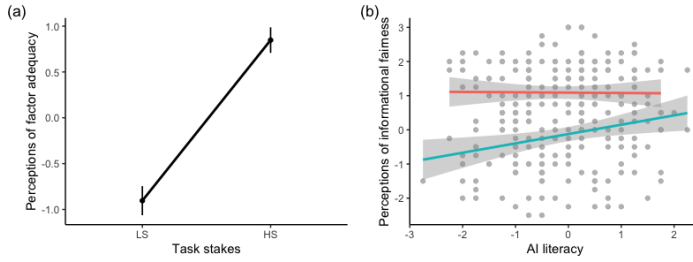 (a)
Perceptions of factor adequacy
1.0
0.5
0.0
-0.5
-1.0
LS
HS
Task stakes
(b)
Perceptions of informational fairness
3
2
1
0
-1
-2
-3
-2
-1
0
1
2
AI literacy